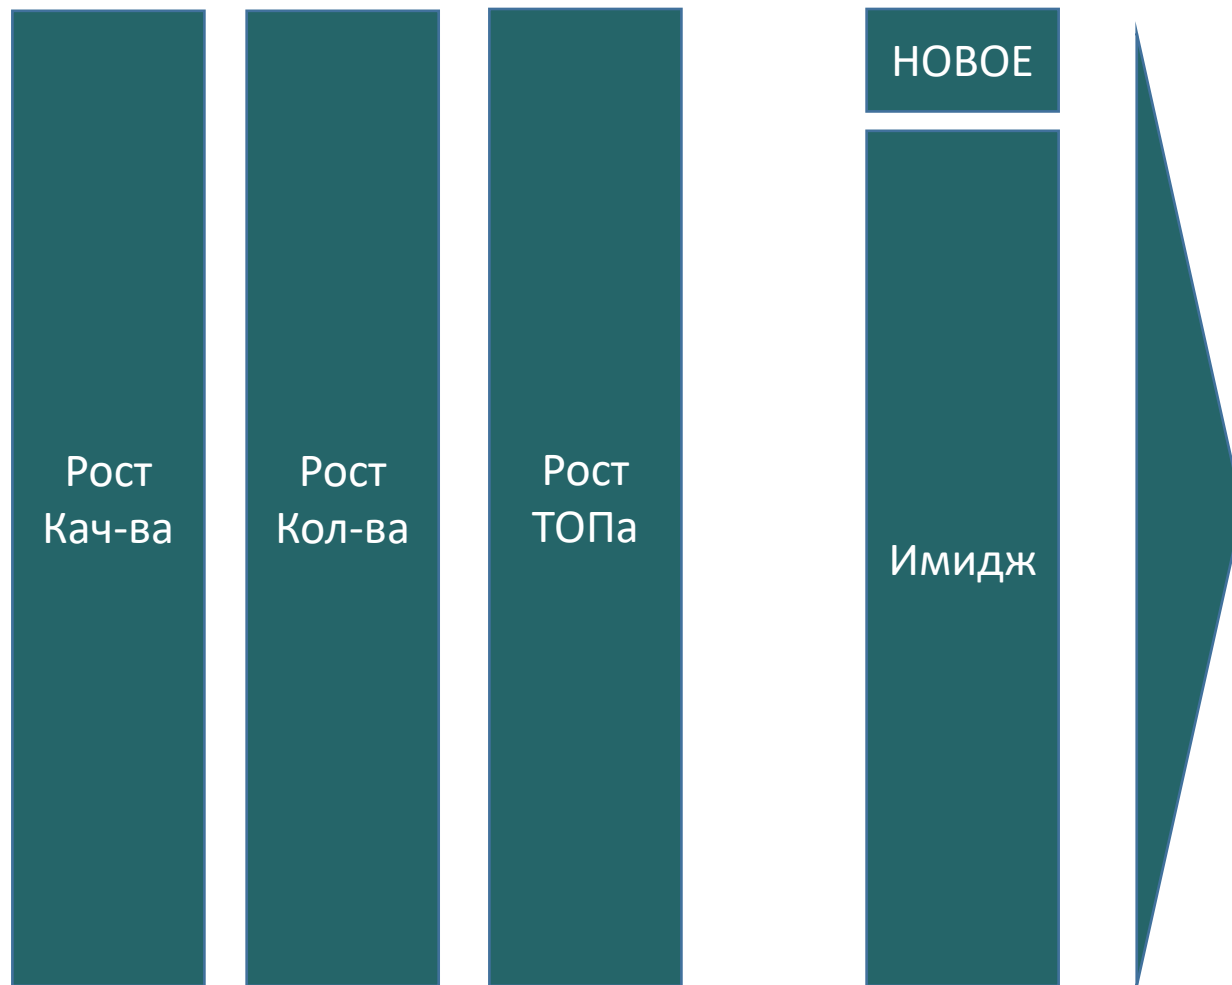 Рост
Кач-ва
Рост
Кол-ва
Рост
ТОПа
НОВОЕ
Имидж